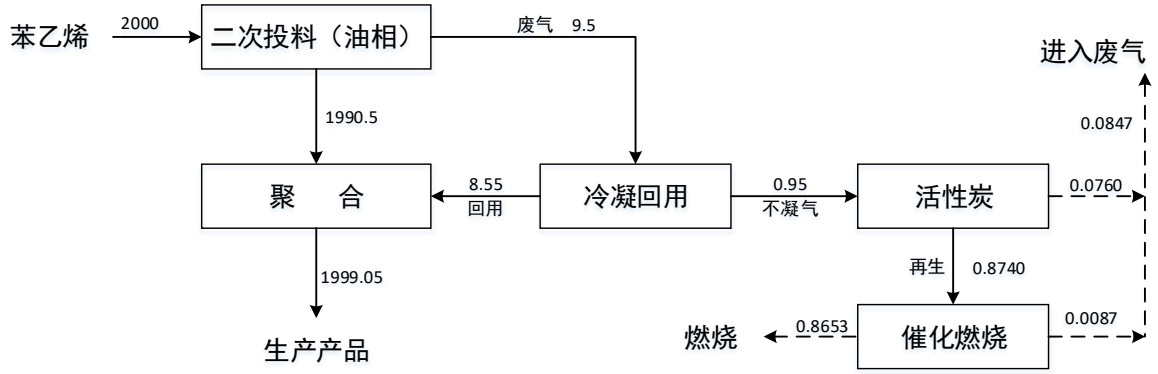 苯乙烯
2000
二次投料（油相）
废气 9.5
进入废气
1990.5
0.0847
聚 合
8.55
回用
冷凝回用
0.95
不凝气
活性炭
0.0760
1999.05
再生 0.8740
生产产品
燃烧
0.8653
催化燃烧
0.0087